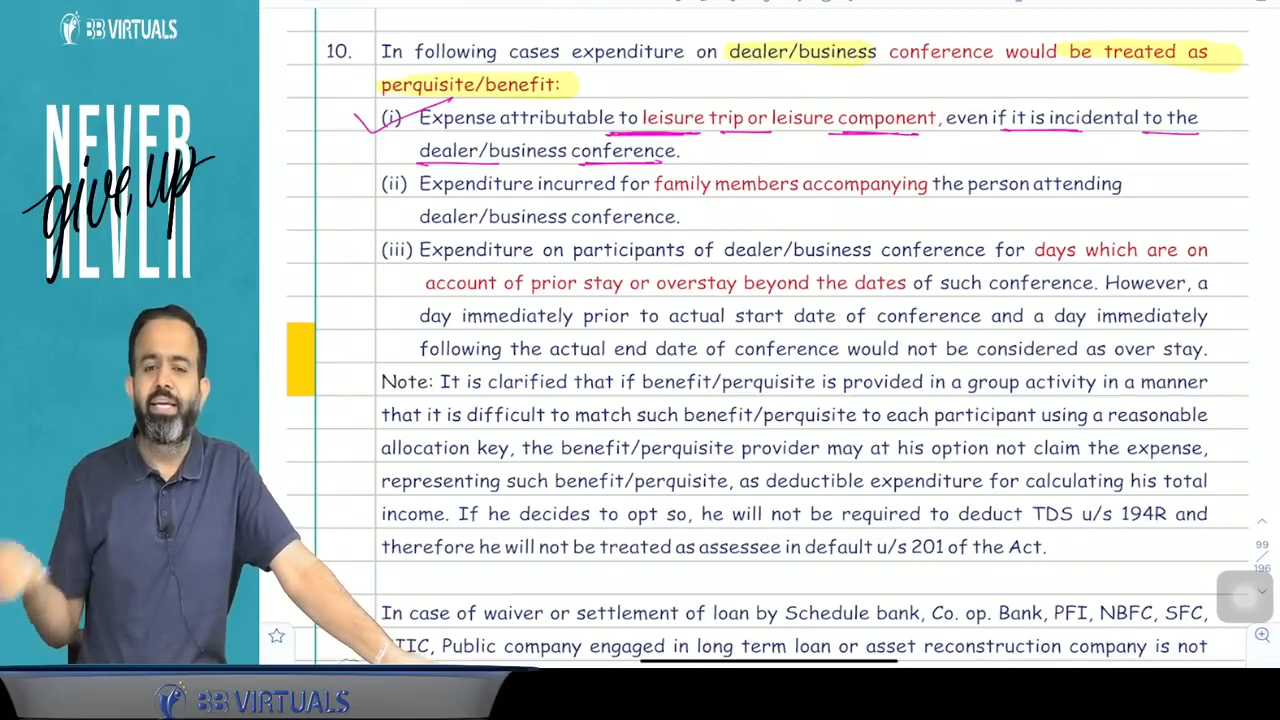 BB VIRTUALS
NEVER
give up
NEVER
10. In following cases expenditure on dealer/business conference would be treated as
perquisite/benefit:
(i) Expense attributable to leisure trip or leisure component, even if it is incidental to the
dealer/business conference.
(ii) Expenditure incurred for family members accompanying the person attending
dealer/business conference.
(iii) Expenditure on participants of dealer/business conference for days which are on
account of prior stay or overstay beyond the dates of such conference. However, a
day immediately prior to actual start date of conference and a day immediately
following the actual end date of conference would not be considered as over stay.
Note: It is clarified that if benefit/perquisite is provided in a group activity in a manner
that it is difficult to match such benefit/perquisite to each participant using a reasonable
allocation key, the benefit/perquisite provider may at his option not claim the expense,
representing such benefit/perquisite, as deductible expenditure for calculating his total
income. If he decides to opt so, he will not be required to deduct TDS u/s 194R and
therefore he will not be treated as assessee in default u/s 201 of the Act.
99
196
In case of waiver or settlement of loan by Schedule bank, Co. op. Bank, PFI, NBFC, SFC,
Public company engaged in long term loan or asset reconstruction company is not
BB VIRTUALS